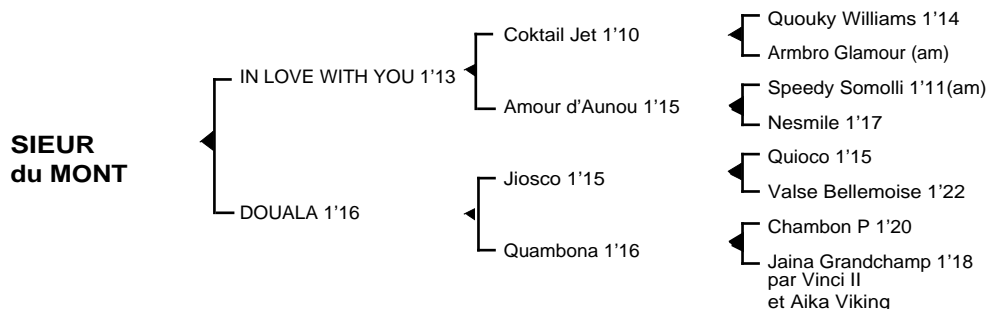 SIEUR
du MONT
IN LOVE WITH YOU 1'13
DOUALA 1'16
Coktail Jet 1'10
Amour d'Aunou 1'15
Jiosco 1'15
Quambona 1'16
Quouky Williams 1'14
Armbro Glamour (am)
Speedy Somolli 1'11(am)
Nesmile 1'17
Quioco 1'15
Valse Bellemoise 1'22
Chambon P 1'20
Jaina Grandchamp 1'18
par Vinci II
et Aika Viking